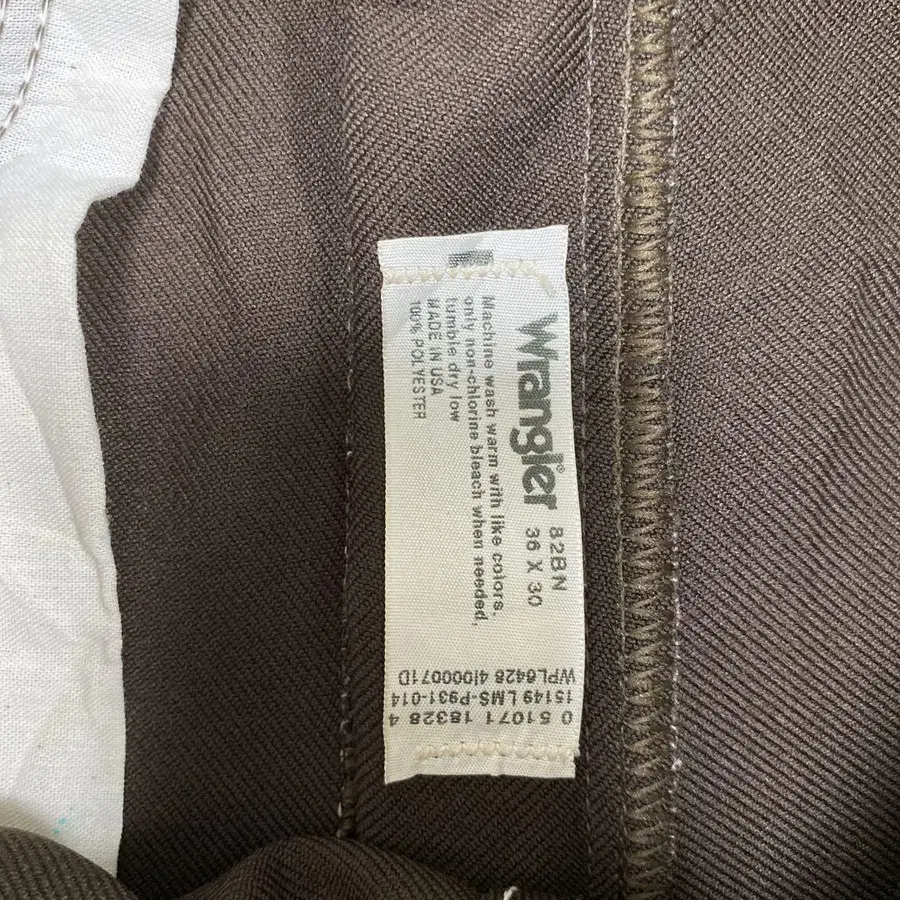 Wrangler® 82BN
36 X 30
Machine wash warm with like colors.
only non-chlorine bleach when needed,
tumble dry low
MADE IN USA
100% POLYESTER
0 51071 18328 4
15149 LMS-P931-014
WPL6428 4I000071D